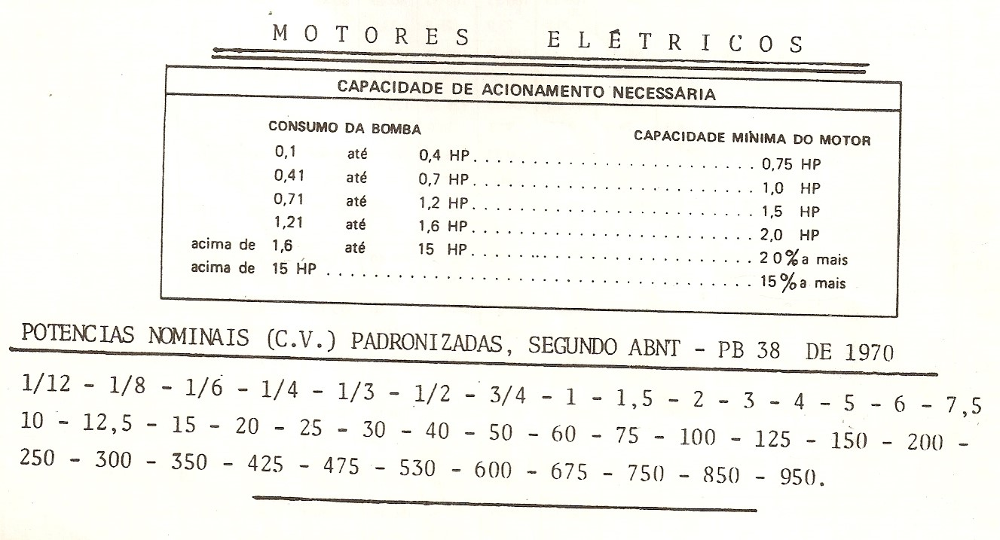 MOTORES ELÉTRICOS
CAPACIDADE DE ACIONAMENTO NECESSÁRIA
CONSUMO DA BOMBA CAPACIDADE MÍNIMA DO MOTOR
0,1 até 0,4 HP............................ 0,75 HP
0,41 até 0,7 HP............................ 1,0 HP
0,71 até 1,2 HP............................ 1,5 HP
1,21 até 1,6 HP............................ 2,0 HP
acima de 1,6 até 15 HP............................ 20% a mais
acima de 15 HP ........................................... 15% a mais
POTENCIAS NOMINAIS (C.V.) PADRONIZADAS, SEGUNDO ABNT - PB 38 DE 1970
1/12 - 1/8 - 1/6 - 1/4 - 1/3 - 1/2 - 3/4 - 1 - 1,5 - 2 - 3 - 4 - 5 - 6 - 7,5
10 - 12,5 - 15 - 20 - 25 - 30 - 40 - 50 - 60 - 75 - 100 - 125 - 150 - 200 -
250 - 300 - 350 - 425 - 475 - 530 - 600 - 675 - 750 - 850 - 950.